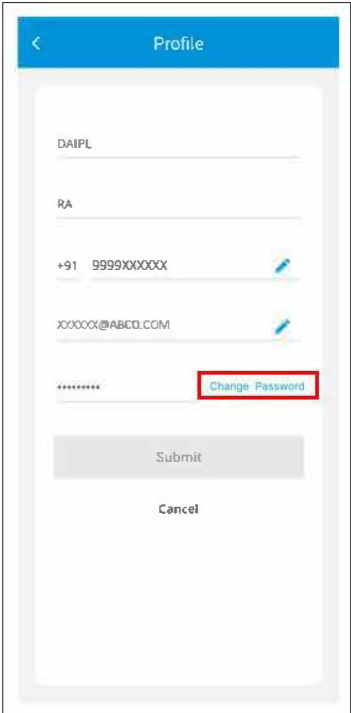 Profile
DAIPL
RA
+91 9999XXXXXX
XXXXXX@ABCO.COM
•••••••••
Change Password
Submit
Cancel